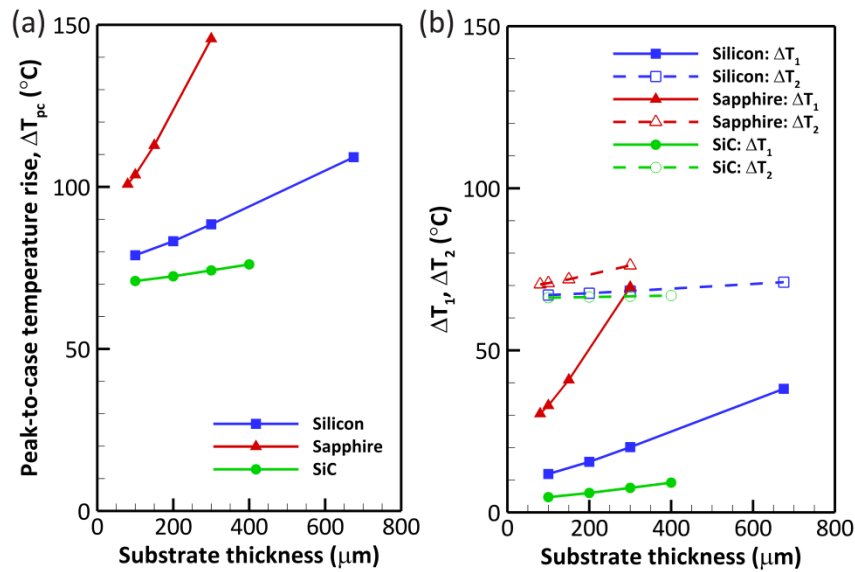 (a)
Peak-to-case temperature rise, ΔT_pc (°C)
150
100
50
0
Silicon
Sapphire
SiC
0 200 400 600 800
Substrate thickness (μm)
(b)
ΔT₁, ΔT₂ (°C)
150
100
50
0
Silicon: ΔT₁
Silicon: ΔT₂
Sapphire: ΔT₁
Sapphire: ΔT₂
SiC: ΔT₁
SiC: ΔT₂
0 200 400 600 800
Substrate thickness (μm)